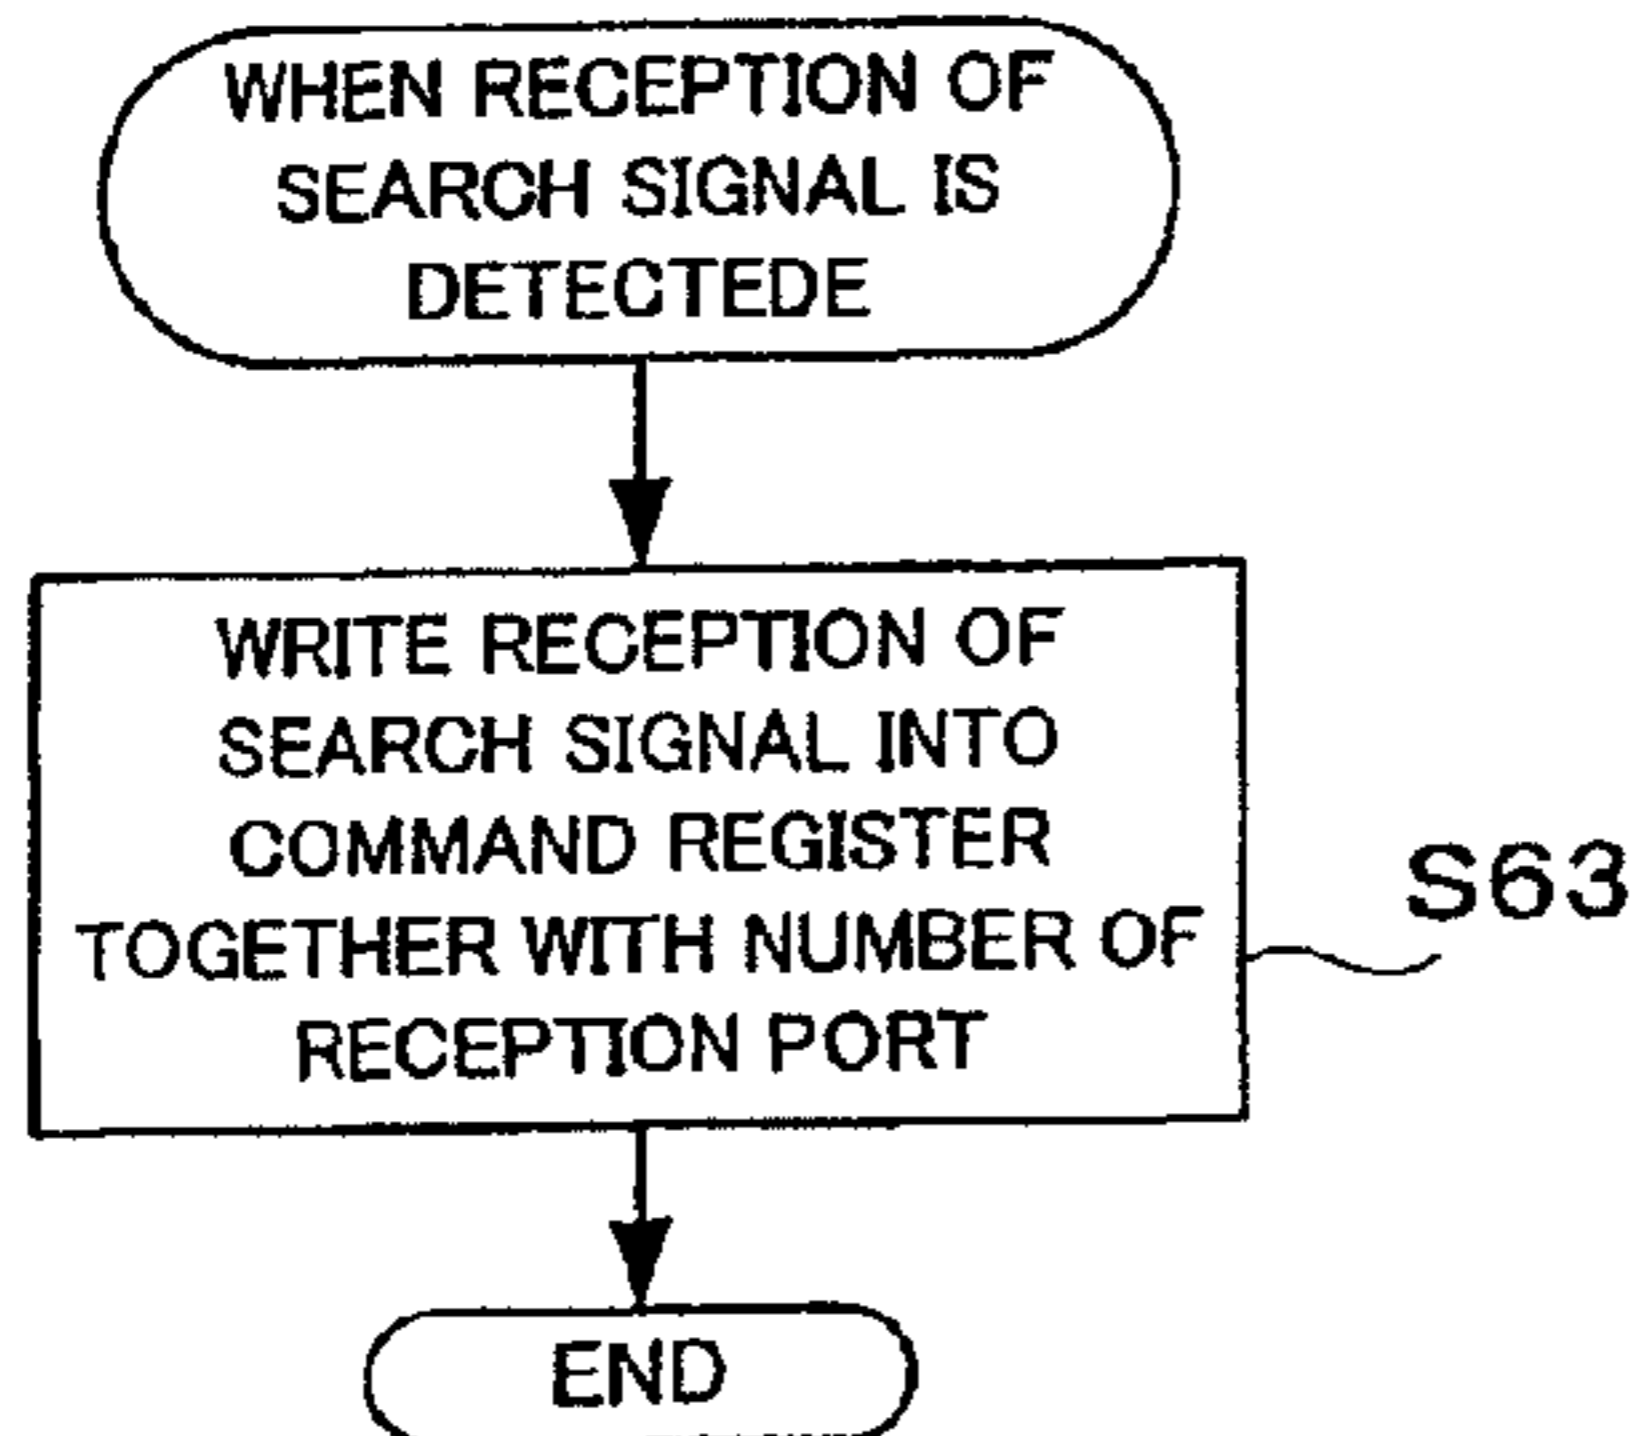 WHEN RECEPTION OF
SEARCH SIGNAL IS
DETECTEDE
WRITE RECEPTION OF
SEARCH SIGNAL INTO
COMMAND REGISTER
TOGETHER WITH NUMBER OF
RECEPTION PORT
S63
END